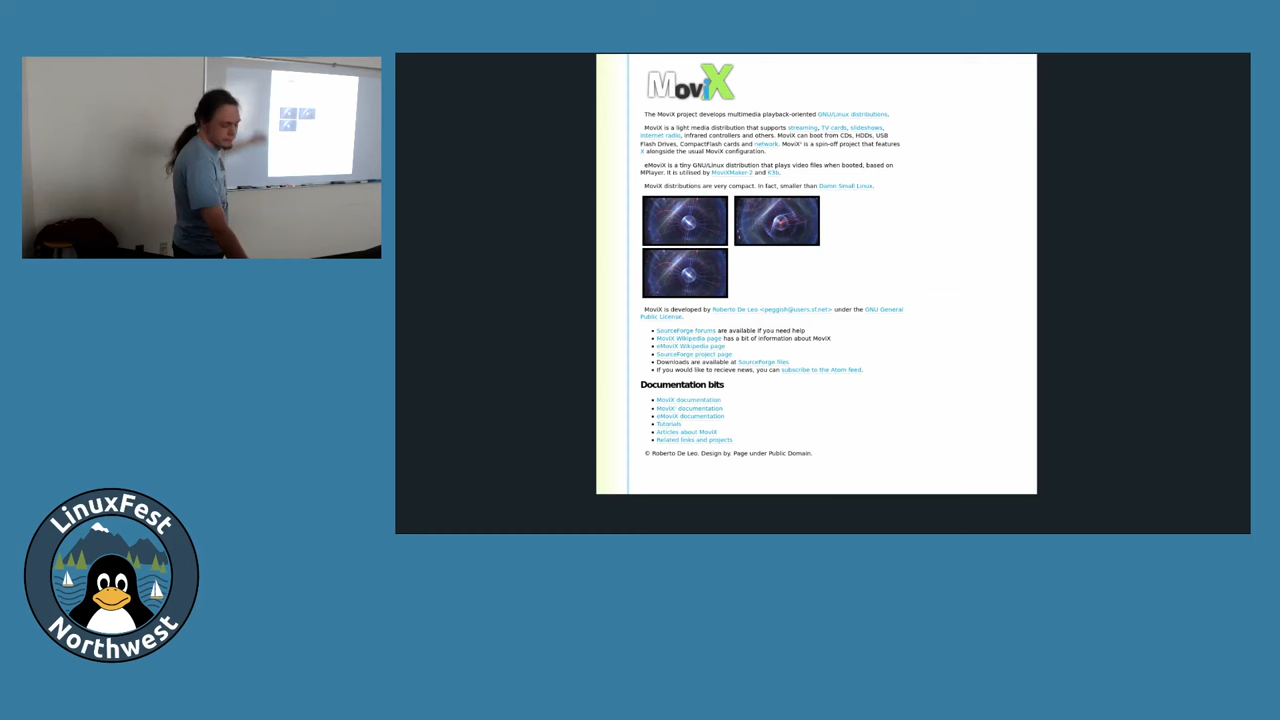 MoviX
The MoviX project develops multimedia playback-oriented GNU/Linux distributions.
MoviX is a light media distribution that supports streaming, TV cards, slideshows,
internet radio, infrared controllers and others. MoviX can boot from CDs, HDDs, USB
Flash Drives, CompactFlash cards and network. MoviX² is a spin-off project that features
X alongside the usual MoviX configuration.
eMoviX is a tiny GNU/Linux distribution that plays video files when booted, based on
MPlayer. It is utilised by MoviXMaker-2 and K3b.
MoviX distributions are very compact. In fact, smaller than Damn Small Linux.
MoviX is developed by Roberto De Leo <peggish@users.sf.net> under the GNU General
Public License.
SourceForge forums are available if you need help
MoviX Wikipedia page has a bit of information about MoviX
eMoviX Wikipedia page
SourceForge project page
Downloads are available at SourceForge files
If you would like to recieve news, you can subscribe to the Atom feed.
Documentation bits
MoviX documentation
MoviX² documentation
eMoviX documentation
Tutorials
Articles about MoviX
Related links and projects
© Roberto De Leo. Design by. Page under Public Domain.
LinuxFest
Northwest